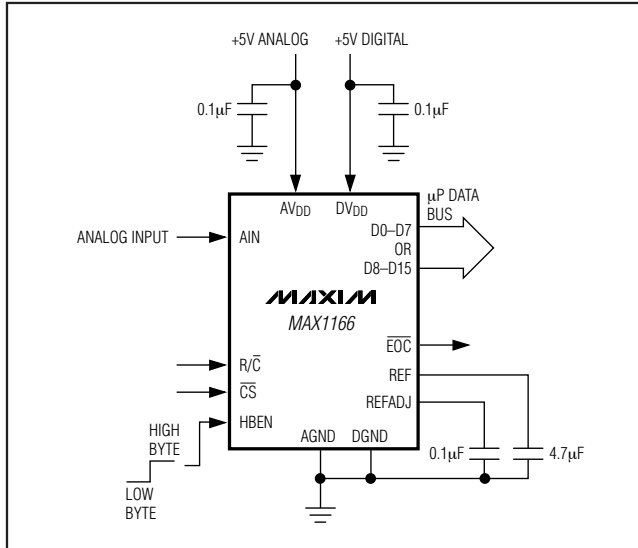 +5V ANALOG
+5V DIGITAL
0.1µF
0.1µF
µP DATA
BUS
AVDD
DVDD
D0–D7
OR
D8–D15
ANALOG INPUT
AIN
MAXIM
MAX1166
EOC
R/C
REF
CS
REFADJ
HBEN
HIGH
BYTE
AGND
DGND
0.1µF
4.7µF
LOW
BYTE